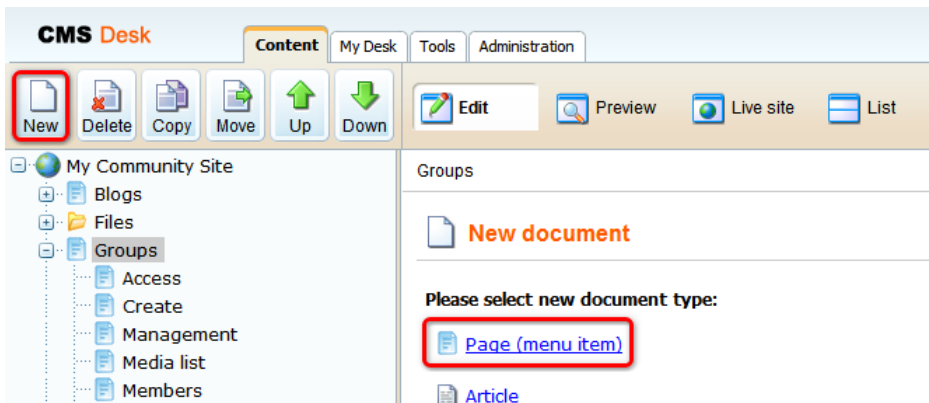 CMS Desk
Content My Desk Tools Administration
New Delete Copy Move Up Down Edit Preview Live site List
My Community Site
Blogs
Files
Groups
Access
Create
Management
Media list
Members
Groups
New document
Please select new document type:
Page (menu item)
Article